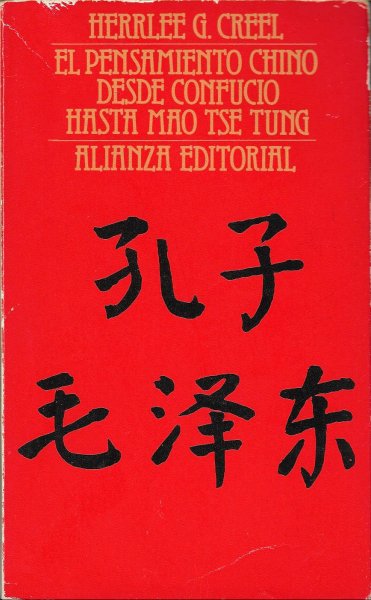 HERRLEE G. CREEL
EL PENSAMIENTO CHINO
DESDE CONFUCIO
HASTA MAO TSE TUNG
ALIANZA EDITORIAL
孔子
毛泽东